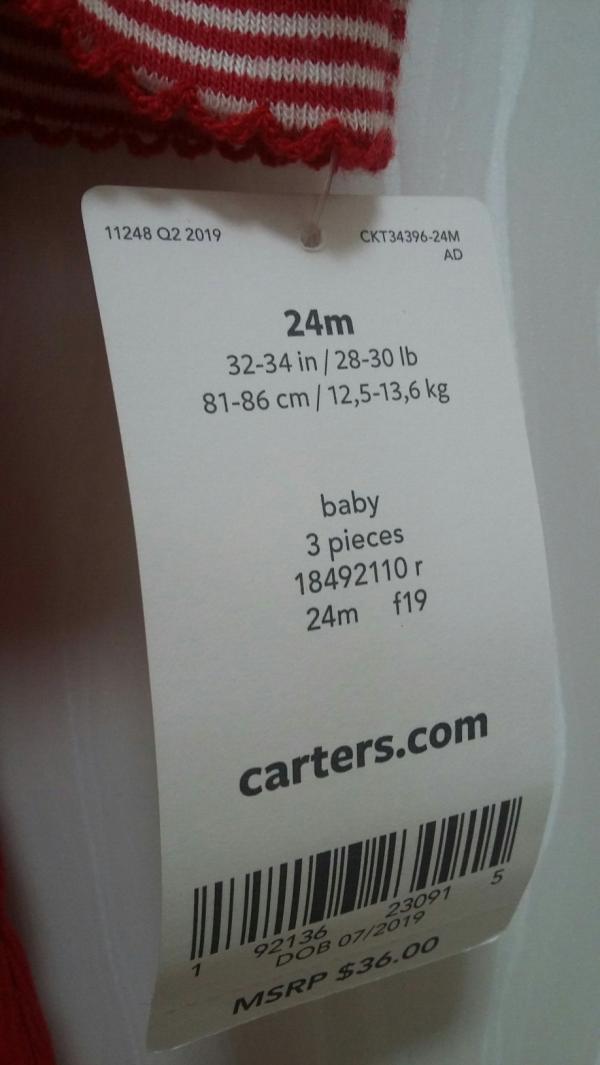 11248 Q2 2019
CKT34396-24M
AD
24m
32-34 in / 28-30 lb
81-86 cm / 12,5-13,6 kg
baby
3 pieces
18492110 r
24m f19
carters.com
1 92136 23091 5
DOB 07/2019
MSRP $36.00